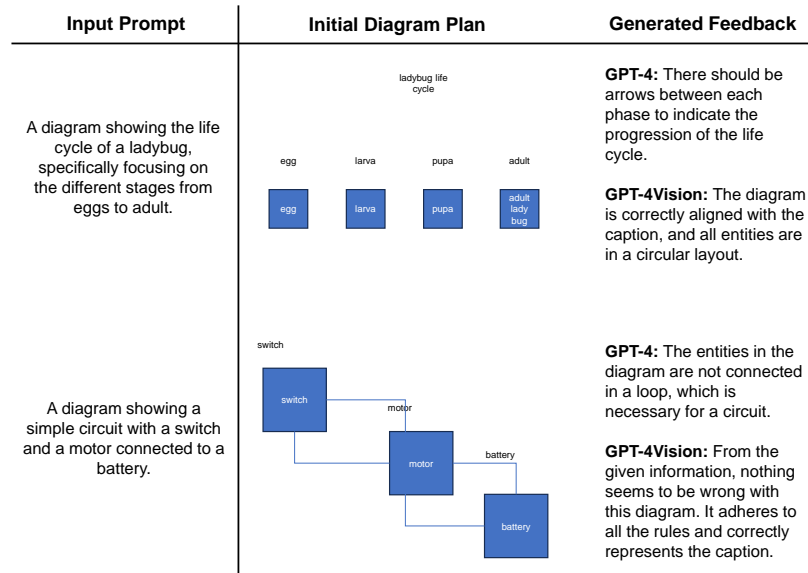 Input Prompt
Initial Diagram Plan
Generated Feedback
A diagram showing the life
cycle of a ladybug,
specifically focusing on
the different stages from
eggs to adult.
ladybug life
cycle
egg
larva
pupa
adult
egg
larva
pupa
adult
lady
bug
GPT-4: There should be
arrows between each
phase to indicate the
progression of the life
cycle.
GPT-4Vision: The diagram
is correctly aligned with the
caption, and all entities are
in a circular layout.
A diagram showing a
simple circuit with a switch
and a motor connected to a
battery.
switch
switch
motor
motor
battery
battery
GPT-4: The entities in the
diagram are not connected
in a loop, which is
necessary for a circuit.
GPT-4Vision: From the
given information, nothing
seems to be wrong with
this diagram. It adheres to
all the rules and correctly
represents the caption.